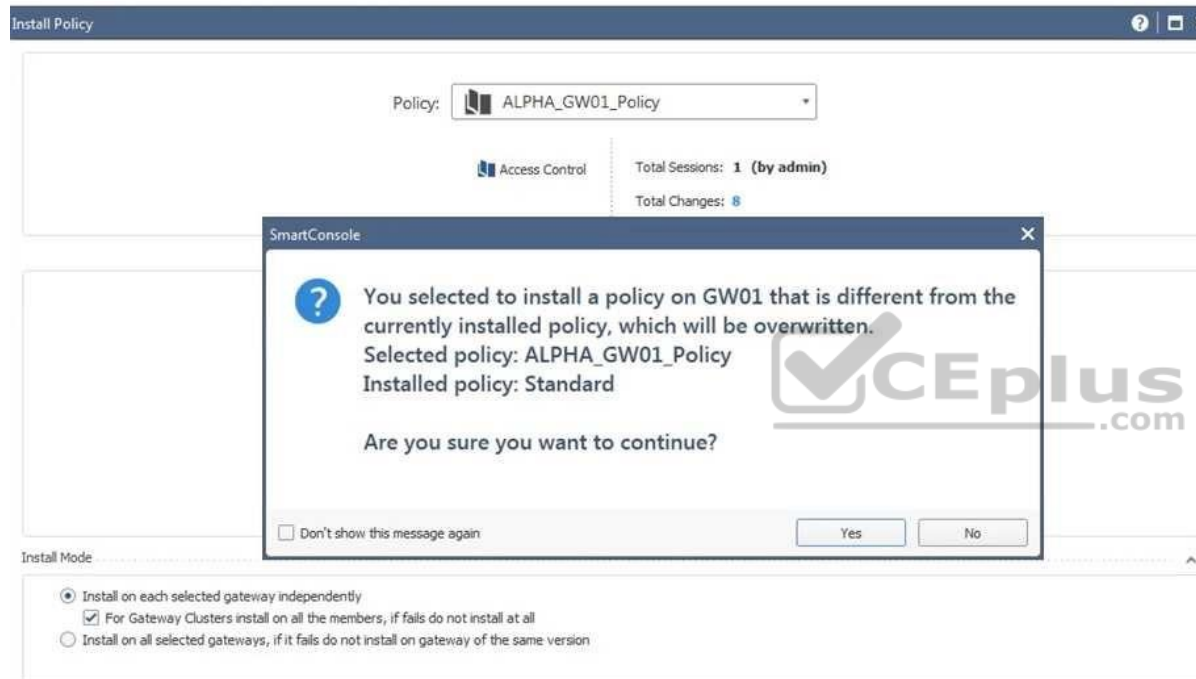 Install Policy
Policy: ALPHA_GW01_Policy
Access Control
Total Sessions: 1 (by admin)
Total Changes: 8
SmartConsole
You selected to install a policy on GW01 that is different from the
currently installed policy, which will be overwritten.
Selected policy: ALPHA_GW01_Policy
Installed policy: Standard
Are you sure you want to continue?
Don't show this message again
Yes
No
VCEplus
.com
Install Mode
Install on each selected gateway independently
For Gateway Clusters install on all the members, if fails do not install at all
Install on all selected gateways, if it fails do not install on gateway of the same version